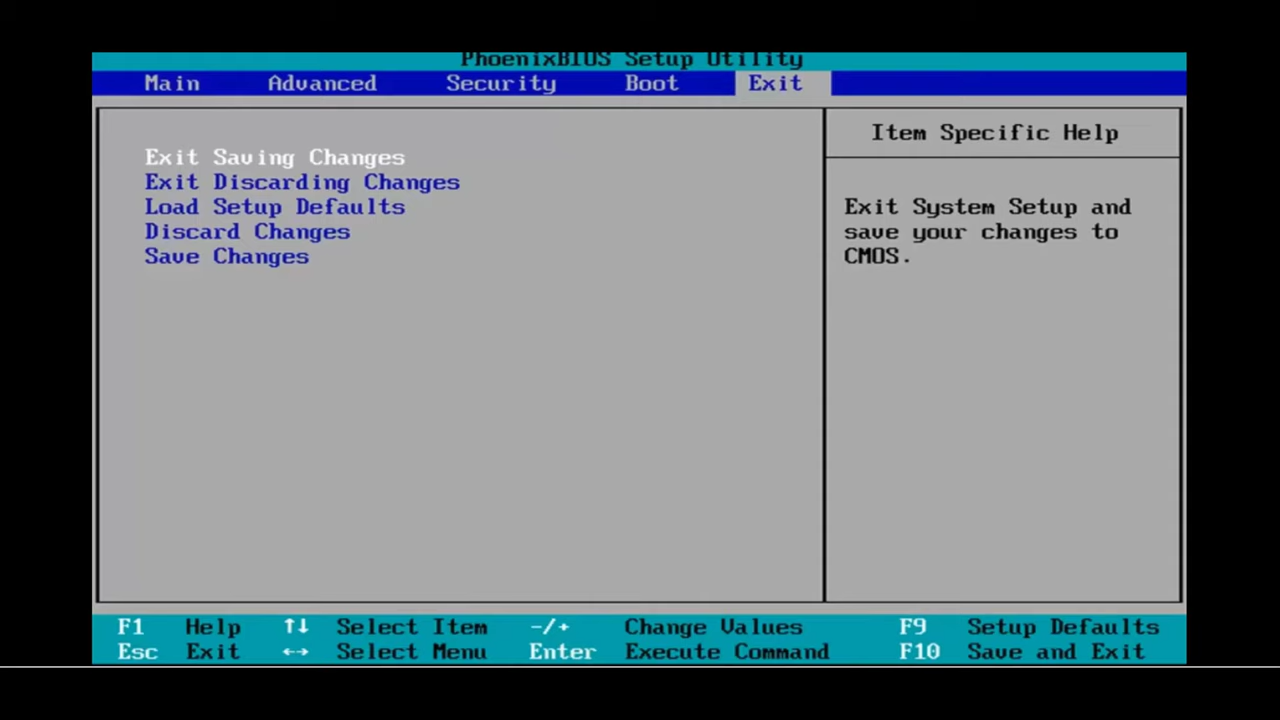 PhoenixBIOS Setup Utility
Main Advanced Security Boot Exit
Exit Saving Changes
Exit Discarding Changes
Load Setup Defaults
Discard Changes
Save Changes
Item Specific Help
Exit System Setup and
save your changes to
CMOS.
F1 Help ↑↓ Select Item -/+ Change Values F9 Setup Defaults
Esc Exit ↔ Select Menu Enter Execute Command F10 Save and Exit